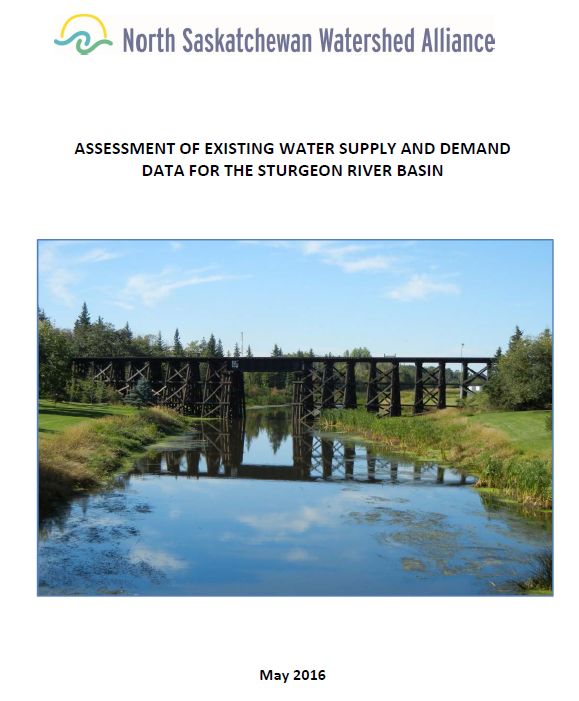 North Saskatchewan Watershed Alliance
ASSESSMENT OF EXISTING WATER SUPPLY AND DEMAND
DATA FOR THE STURGEON RIVER BASIN
May 2016